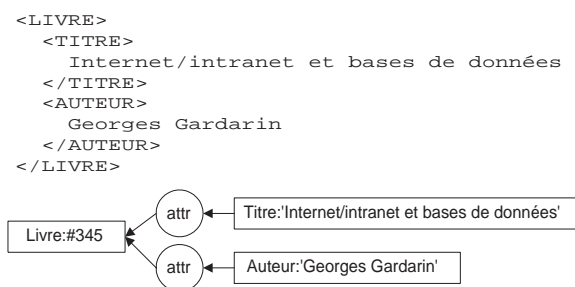 <LIVRE>
<TITRE>
Internet/intranet et bases de données
</TITRE>
<AUTEUR>
Georges Gardarin
</AUTEUR>
</LIVRE>
attr
Titre:'Internet/intranet et bases de données'
Livre:#345
attr
Auteur:'Georges Gardarin'